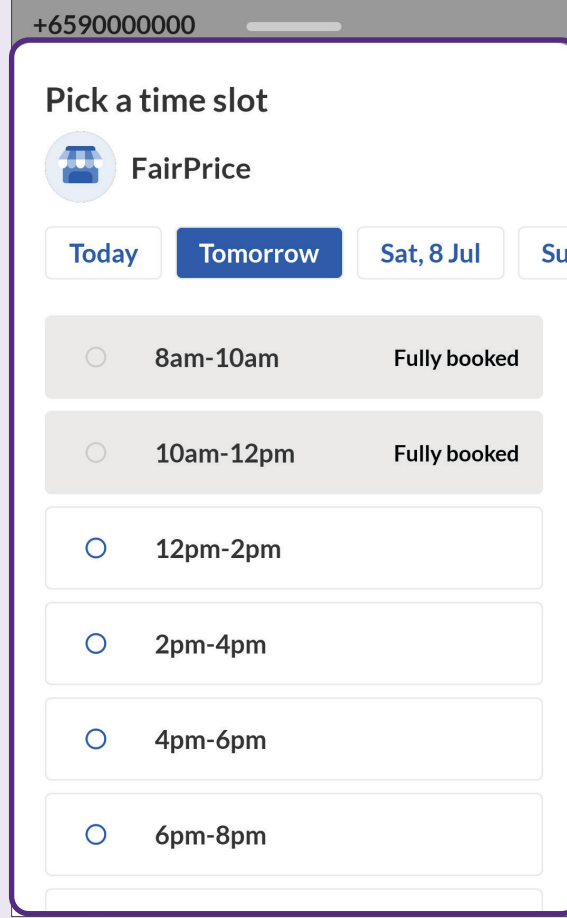 +6590000000
Pick a time slot
FairPrice
Today Tomorrow Sat, 8 Jul Su
8am-10am Fully booked
10am-12pm Fully booked
12pm-2pm
2pm-4pm
4pm-6pm
6pm-8pm